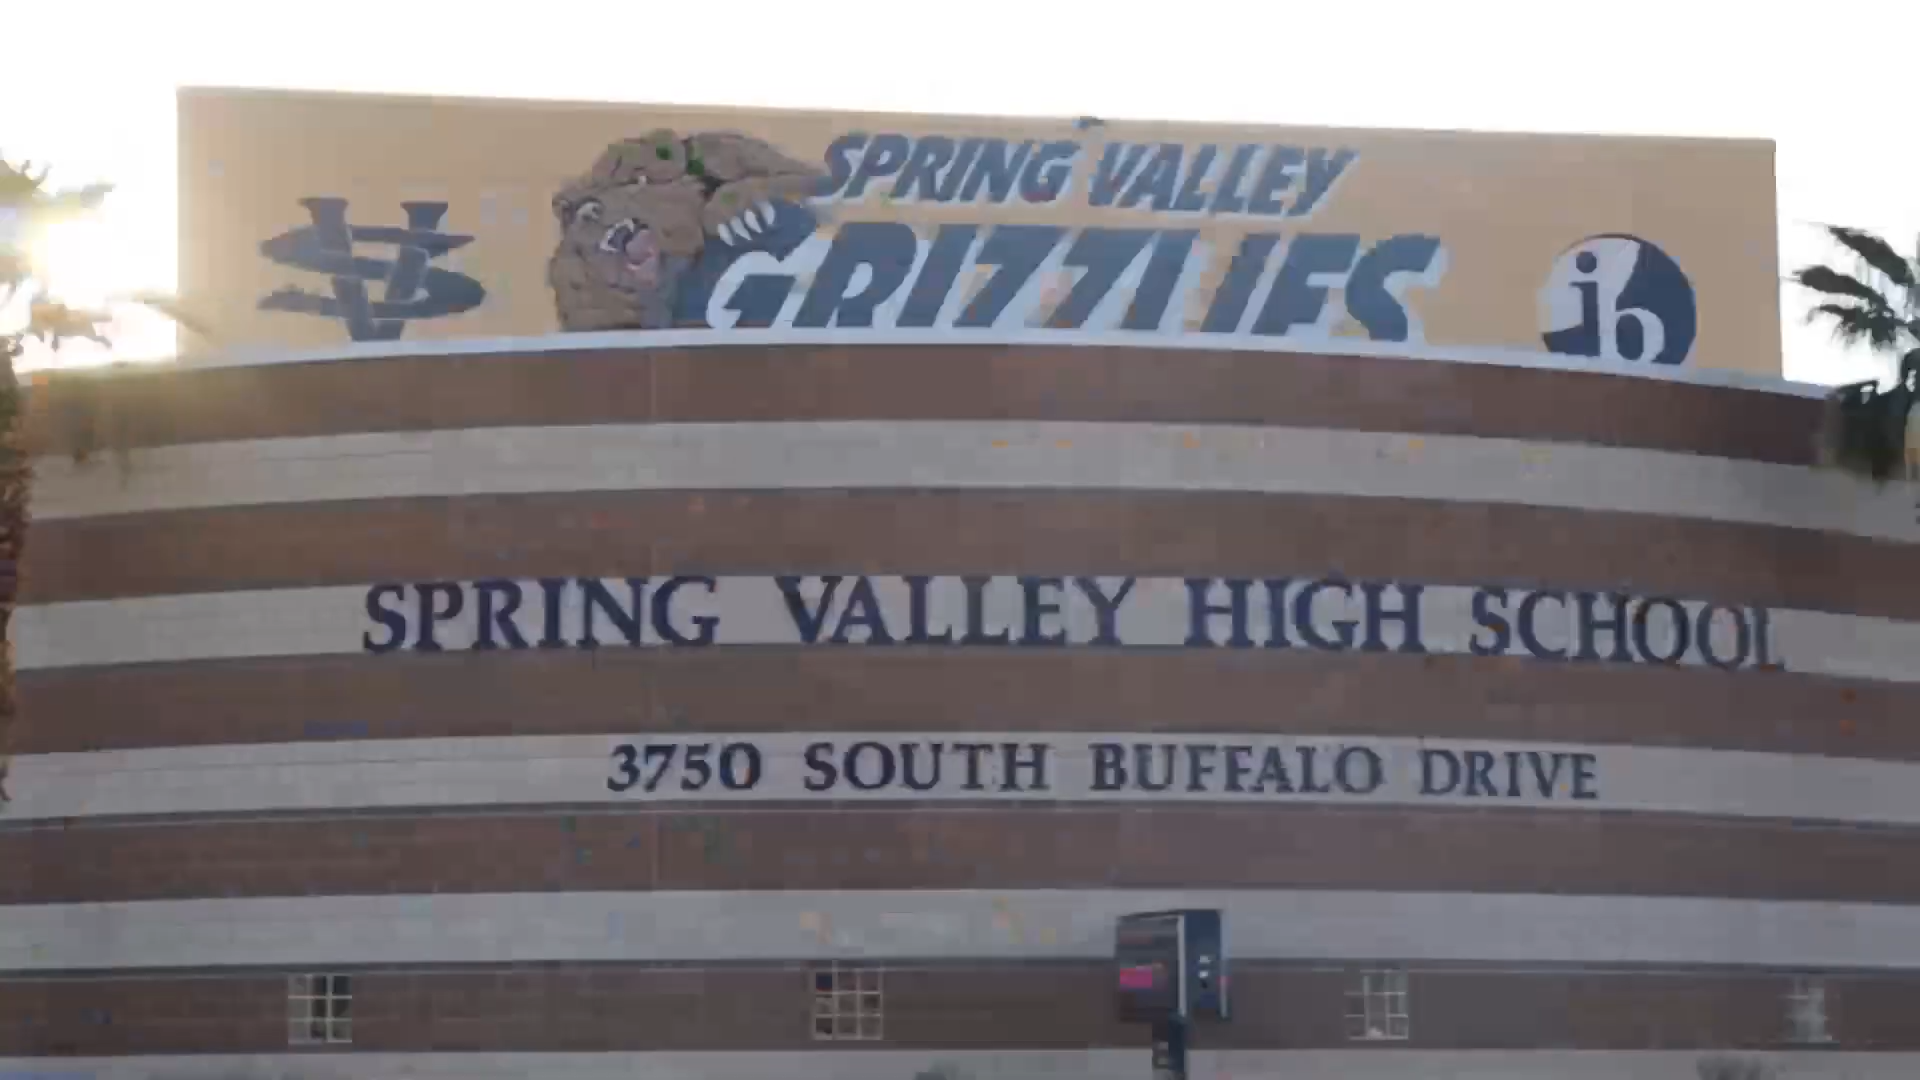 SV
SPRING VALLEY
GRIZZLIES
ib
SPRING VALLEY HIGH SCHOOL
3750 SOUTH BUFFALO DRIVE